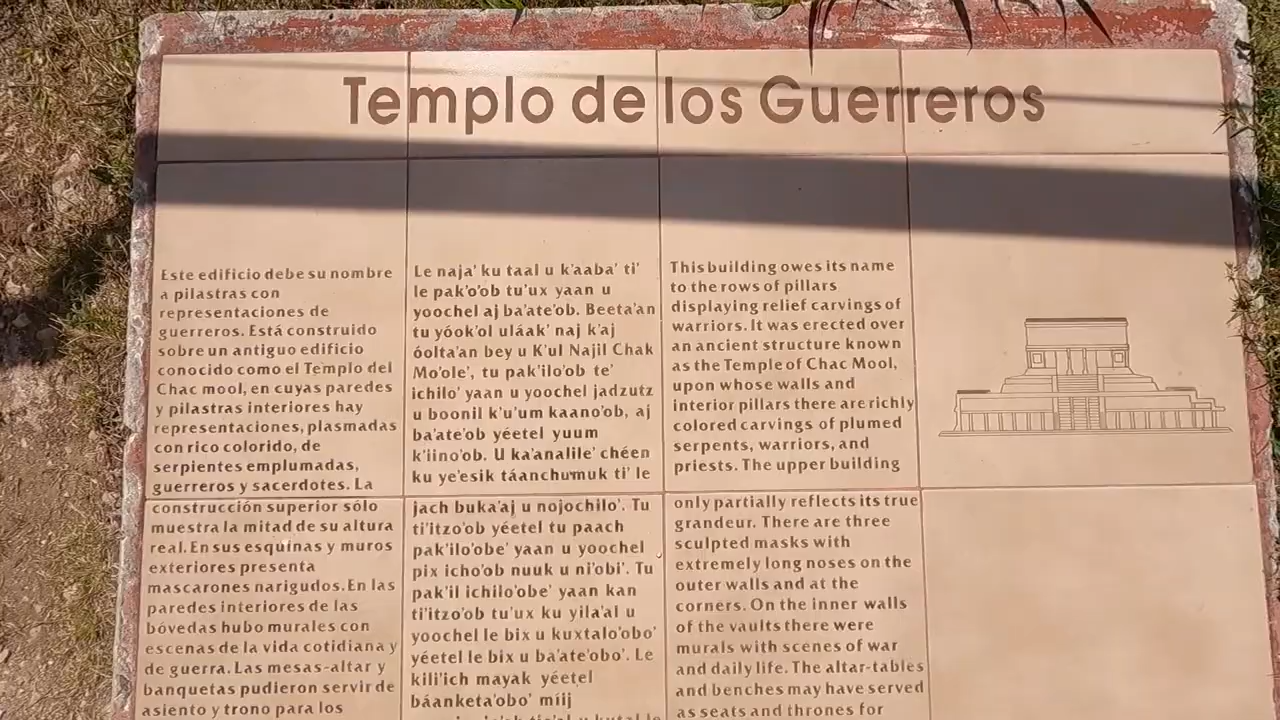 Templo de los Guerreros
Este edificio debe su nombre
a pilastras con
representaciones de
guerreros. Está construido
sobre un antiguo edificio
conocido como el Templo del
Chac mool, en cuyas paredes
y pilastras interiores hay
representaciones, plasmadas
con rico colorido, de
serpientes emplumadas,
guerreros y sacerdotes. La
construcción superior sólo
muestra la mitad de su altura
real. En sus esquinas y muros
exteriores presenta
mascarones narigudos. En las
paredes interiores de las
bóvedas hubo murales con
escenas de la vida cotidiana y
de guerra. Las mesas-altar y
banquetas pudieron servir de
asiento y trono para los
Le naja' ku taal u k'aaba' ti'
le pak'o'ob tu'ux yaan u
yoochel aj ba'ate'ob. Beeta'an
tu yóok'ol uláak' naj k'aj
óolta'an bey u K'ul Najil Chak
Mo'ole', tu pak'ilo'ob te'
ichilo' yaan u yoochel jadzutz
u boonil k'u'um kaano'ob, aj
ba'ate'ob yéetel yuum
k'iino'ob. U ka'analile' chéen
ku ye'esik táanchumuk ti' le
jach buka'aj u nojochilo'. Tu
ti'itzo'ob yéetel tu paach
pak'ilo'obe' yaan u yoochel
pix icho'ob nuuk u ni'obi'. Tu
pak'il ichilo'obe' yaan kan
ti'itzo'ob tu'ux ku yila'al u
yoochel le bix u kuxtalo'obo'
yéetel le bix u ba'ate'obo'. Le
kili'ich mayak yéetel
báanketa'obo' míij
This building owes its name
to the rows of pillars
displaying relief carvings of
warriors. It was erected over
an ancient structure known
as the Temple of Chac Mool,
upon whose walls and
interior pillars there are richly
colored carvings of plumed
serpents, warriors, and
priests. The upper building
only partially reflects its true
grandeur. There are three
sculpted masks with
extremely long noses on the
outer walls and at the
corners. On the inner walls
of the vaults there were
murals with scenes of war
and daily life. The altar-tables
and benches may have served
as seats and thrones for